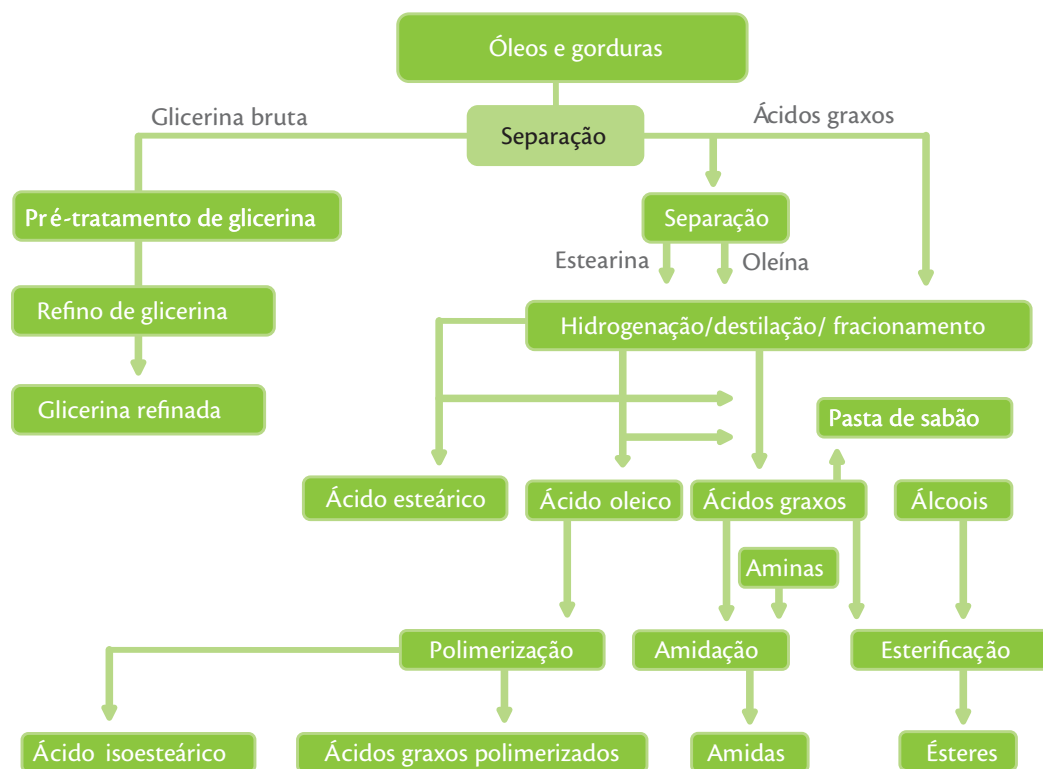 Óleos e gorduras
Glicerina bruta
Separação
Ácidos graxos
Pré-tratamento de glicerina
Separação
Estearina
Oleína
Refino de glicerina
Hidrogenação/destilação/ fracionamento
Glicerina refinada
Pasta de sabão
Ácido esteárico
Ácido oleico
Ácidos graxos
Álcoois
Aminas
Polimerização
Amidação
Esterificação
Ácido isoesteárico
Ácidos graxos polimerizados
Amidas
Ésteres